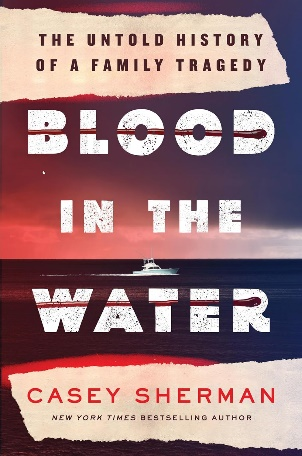 THE UNTOLD HISTORY
OF A FAMILY TRAGEDY
BLOOD
IN THE
WATER
CASEY SHERMAN
NEW YORK TIMES BESTSELLING AUTHOR